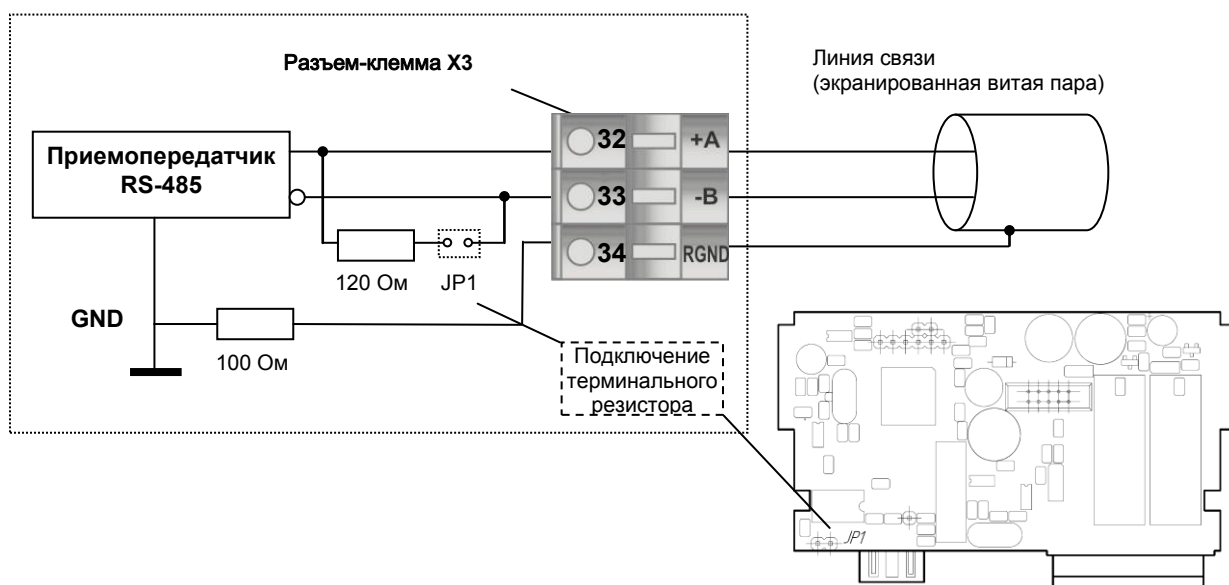 Разъем-клемма X3
Линия связи
(экранированная витая пара)
Приемопередатчик
RS-485
32 +A
33 -B
34 RGND
120 Ом
JP1
GND
100 Ом
Подключение
терминального
резистора
JP1